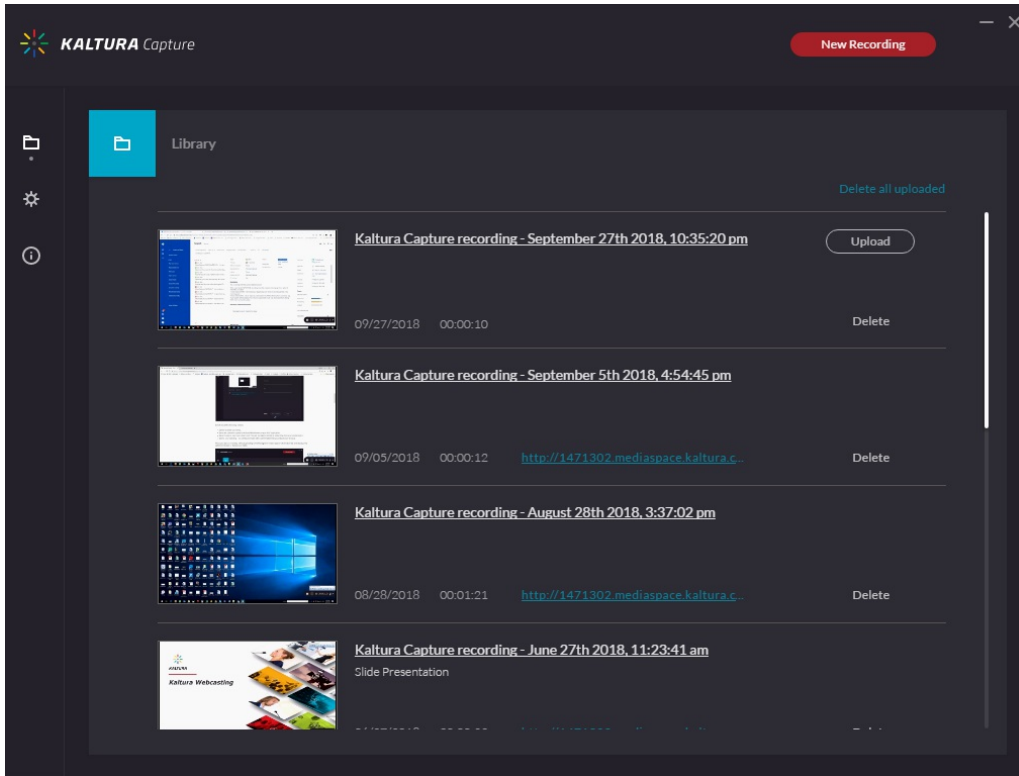 KALTURA Capture
New Recording
Library
Delete all uploaded
Kaltura Capture recording - September 27th 2018, 10:35:20 pm
Upload
09/27/2018 00:00:10
Delete
Kaltura Capture recording - September 5th 2018, 4:54:45 pm
09/05/2018 00:00:12 http://1471302.mediaspace.kaltura.c...
Delete
Kaltura Capture recording - August 28th 2018, 3:37:02 pm
08/28/2018 00:01:21 http://1471302.mediaspace.kaltura.c...
Delete
Kaltura Capture recording - June 27th 2018, 11:23:41 am
Slide Presentation
KALTURA
Kaltura Webcasting